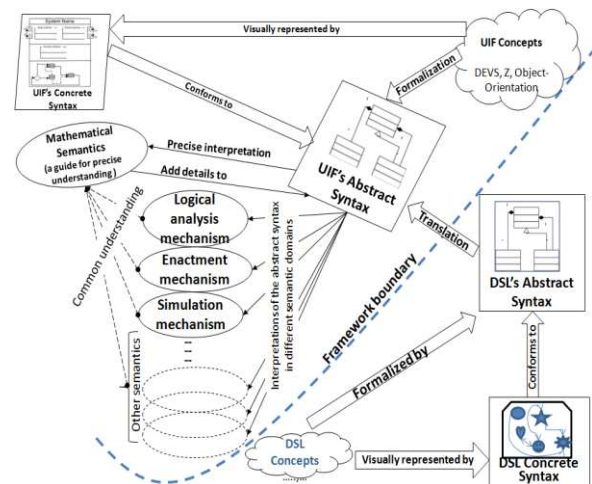 System Name
Visually represented by
UIF Concepts
DEVS, Z, Object-
Orientation
Formalization
UIF's Concrete
Syntax
Conforms to
Mathematical
Semantics
(a guide for precise
understanding)
Precise interpretation
Add details to
UIF's Abstract
Syntax
Logical
analysis
mechanism
Enactment
mechanism
Simulation
mechanism
Common understanding
Other semantics
Interpretations of the abstract syntax
in different semantic domains
Framework boundary
Translation
DSL's Abstract
Syntax
Formalized by
Conforms to
DSL
Concepts
........
Visually represented by
DSL Concrete
Syntax